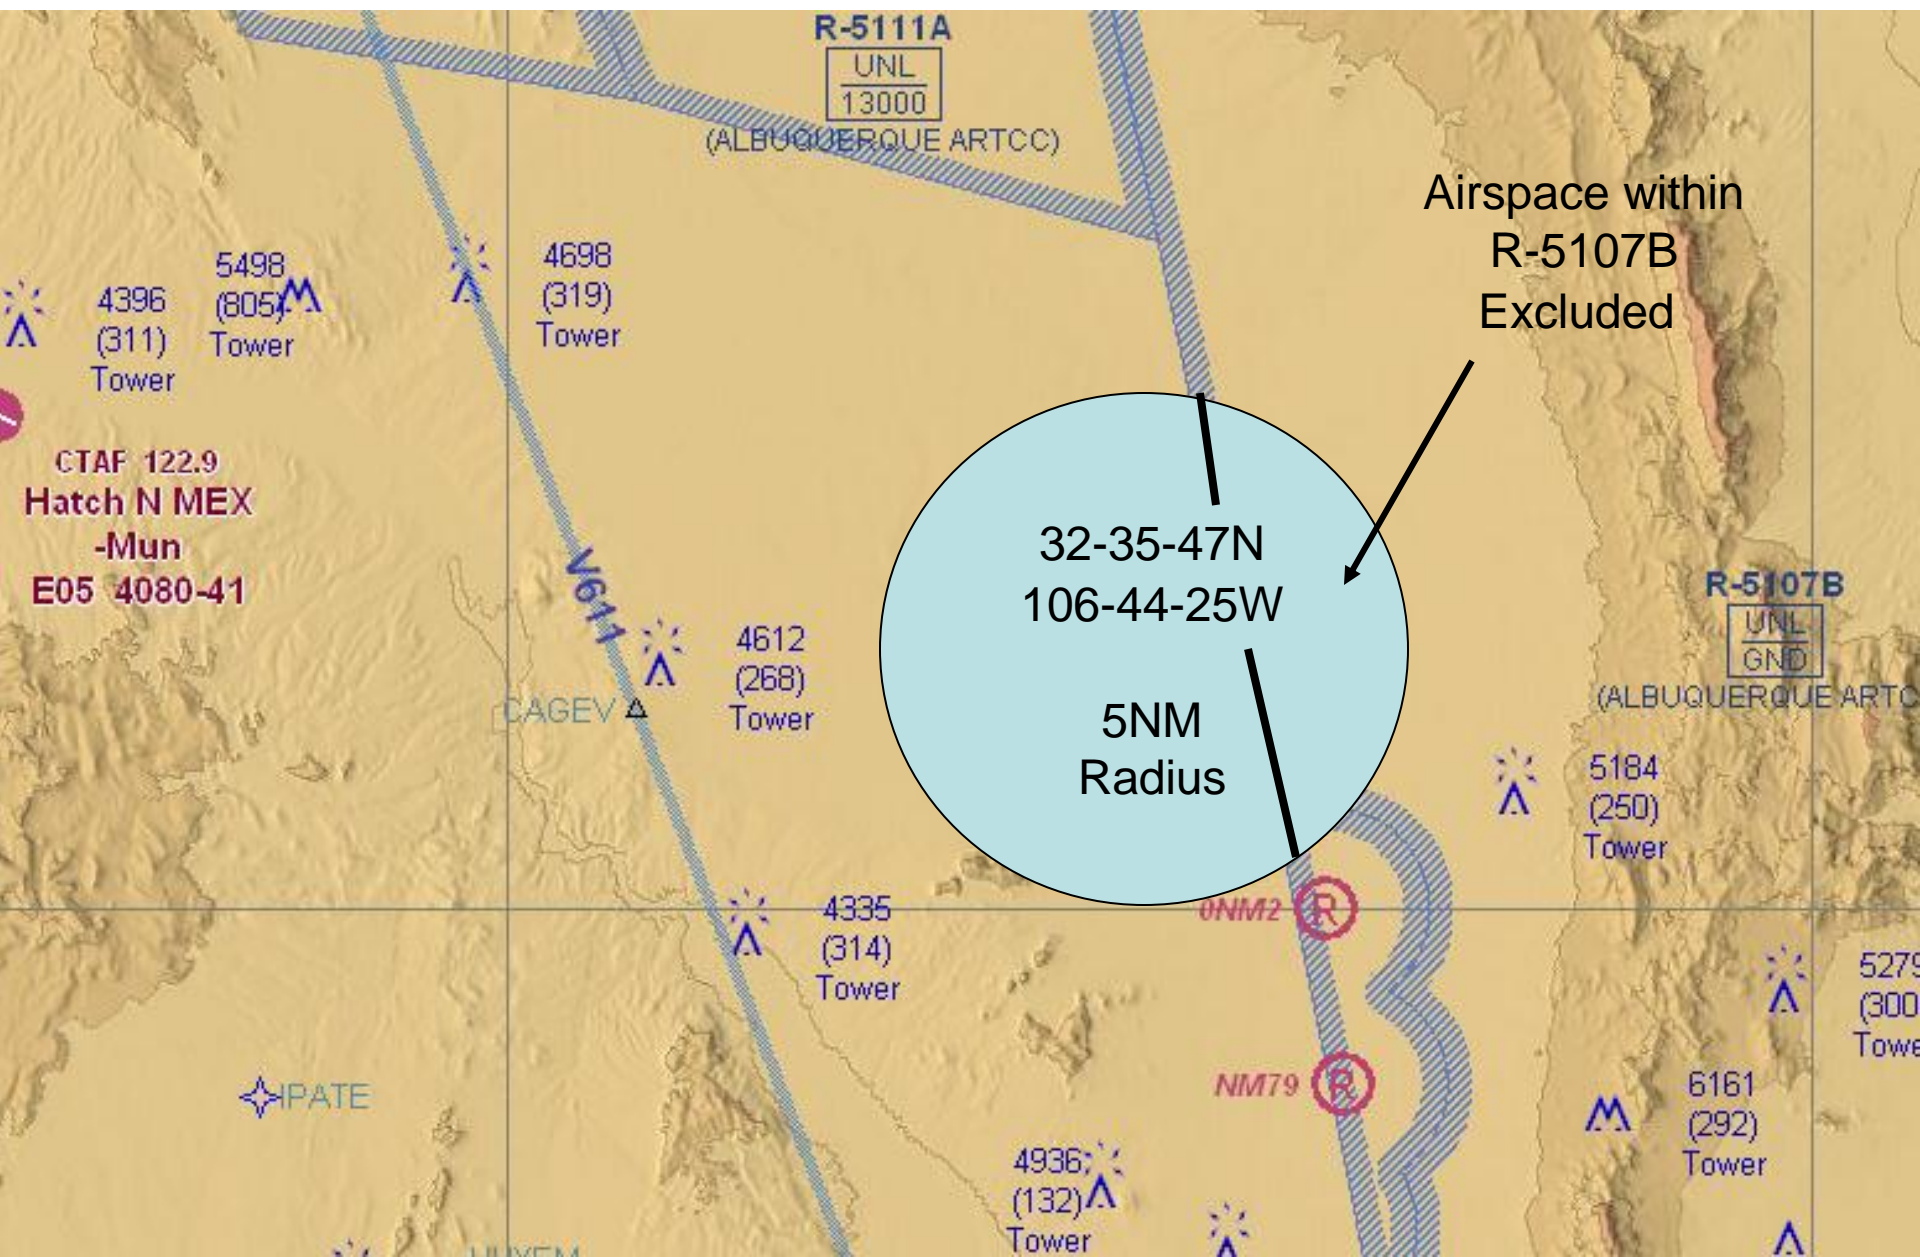 R-5111A
UNL
13000
(ALBUQUERQUE ARTCC)
Airspace within
R-5107B
Excluded
4698
(319)
Tower
5498
(805)
Tower
4396
(311)
Tower
CTAF 122.9
Hatch N MEX
-Mun
E05 4080-41
V611
32-35-47N
106-44-25W
5NM
Radius
R-5107B
UNL
GND
(ALBUQUERQUE ARTC
4612
(268)
Tower
CAGEV
5184
(250)
Tower
4335
(314)
Tower
0NM2 R
5279
(300
Towe
NM79 R
IPATE
6161
(292)
Tower
4936
(132)
Tower